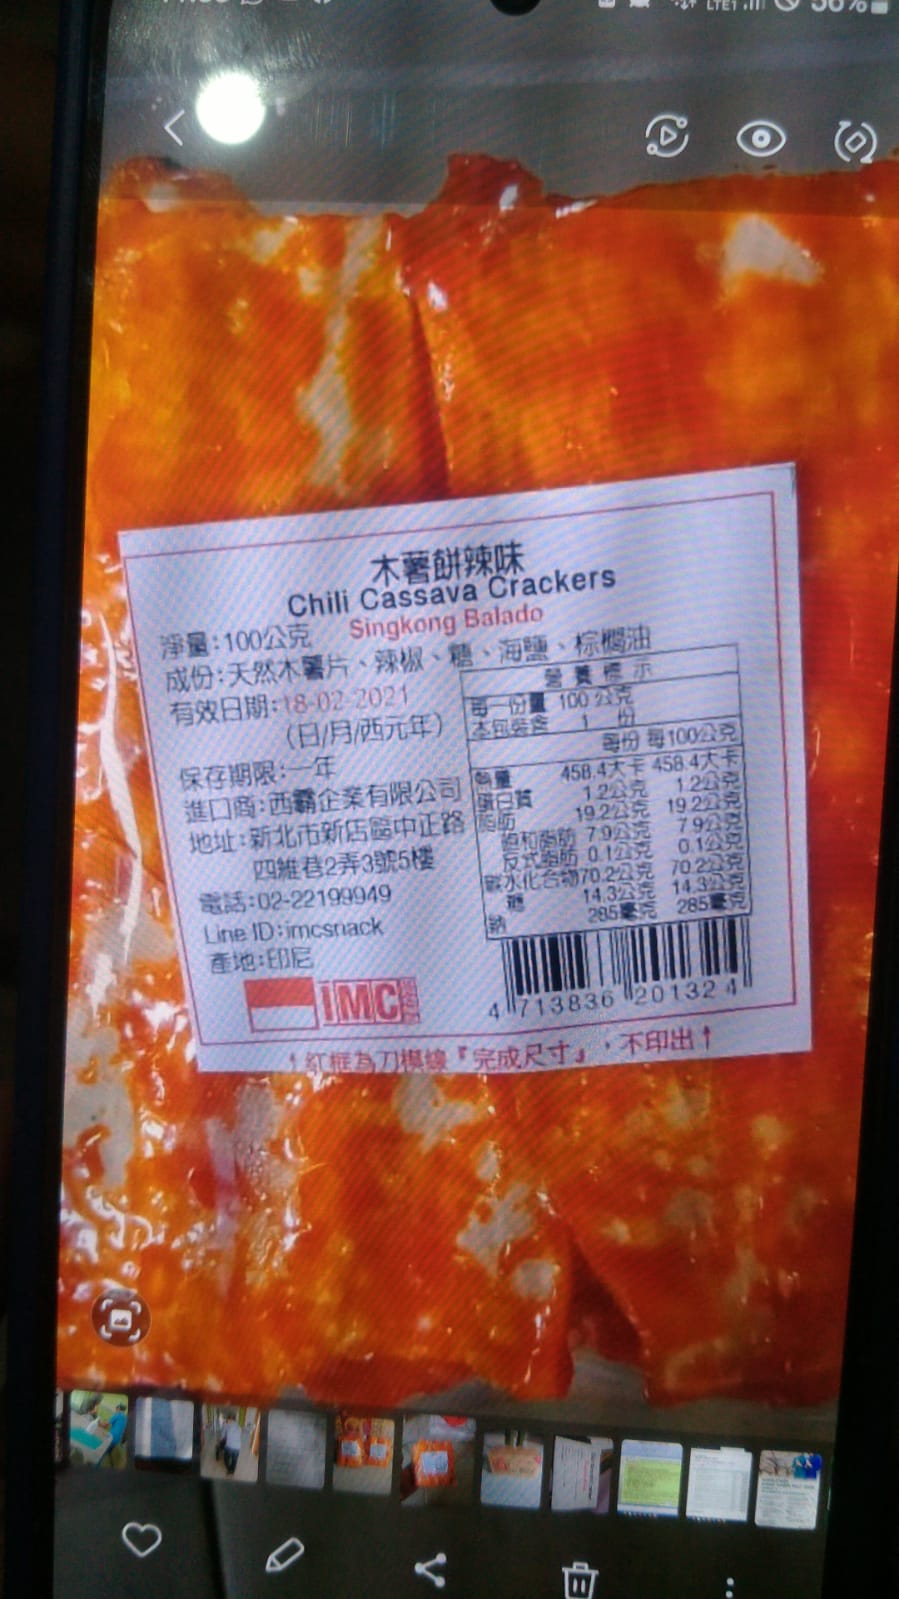 LTE1
56%
木薯餅辣味
Chili Cassava Crackers
Singkong Balado
淨量:100公克
成份:天然木薯片、辣椒、糖、海鹽、棕櫚油
有效日期:18-02-2021
(日/月/西元年)
保存期限:一年
進口商:西霸企業有限公司
地址:新北市新店區中正路
四維巷2弄3號5樓
電話:02-22199949
Line ID:imcsnack
產地:印尼
營養標示
每一份量 100 公克
本包裝含 1 份
每份 每100公克
熱量 458.4大卡 458.4大卡
蛋白質 1.2公克 1.2公克
脂肪 19.2公克 19.2公克
飽和脂肪 7.9公克 7.9公克
反式脂肪 0.1公克 0.1公克
碳水化合物 70.2公克 70.2公克
糖 14.3公克 14.3公克
鈉 285毫克 285毫克
IMC
4 713836 201324
↑紅框為刀模線『完成尺寸』,不印出↑